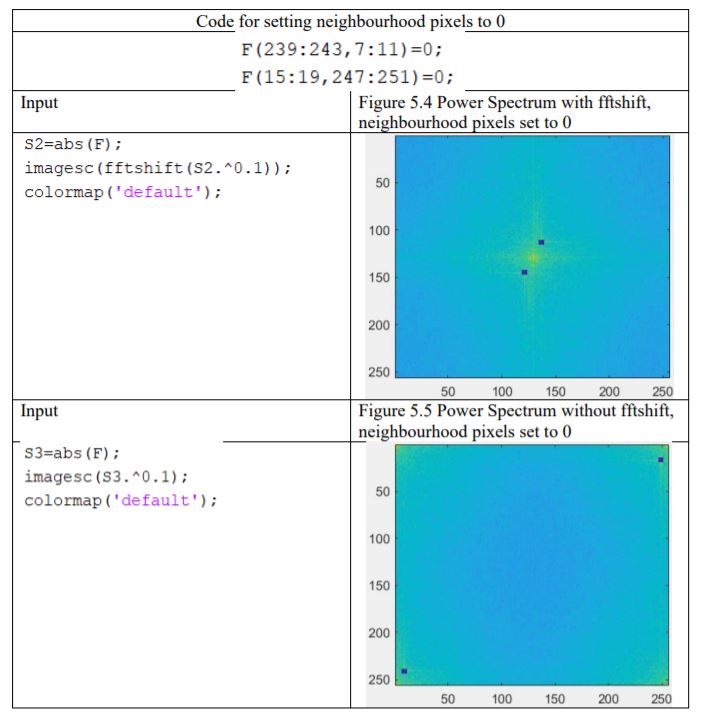 Code for setting neighbourhood pixels to 0
F(239:243,7:11)=0;
F(15:19,247:251)=0;
Input
Figure 5.4 Power Spectrum with fftshift,
neighbourhood pixels set to 0
S2=abs(F);
imagesc(fftshift(S2.^0.1));
colormap('default');
50
100
150
200
250
50 100 150 200 250
Input
Figure 5.5 Power Spectrum without fftshift,
neighbourhood pixels set to 0
S3=abs(F);
imagesc(S3.^0.1);
colormap('default');
50
100
150
200
250
50 100 150 200 250